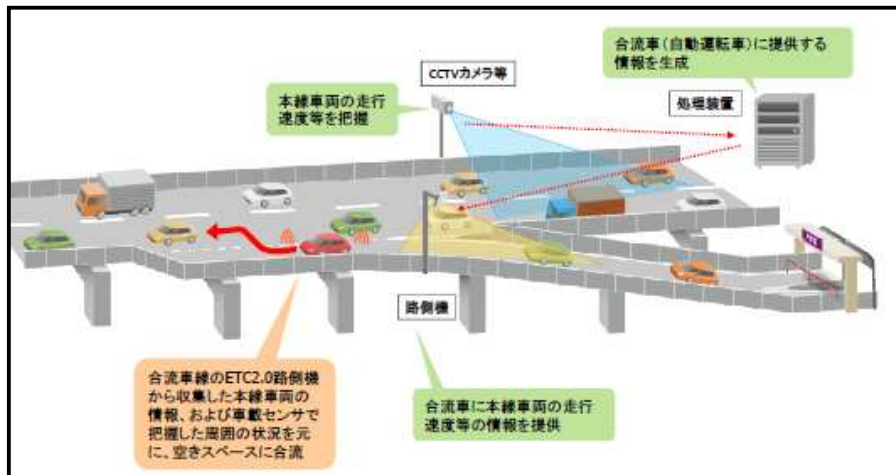 合流車(自動運転車)に提供する
情報を生成
CCTVカメラ等
処理装置
本線車両の走行
速度等を把握
路側機
合流車線のETC2.0路側機
から収集した本線車両の
情報、および車載センサで
把握した周囲の状況を元
に、空きスペースに合流
合流車に本線車両の走行
速度等の情報を提供